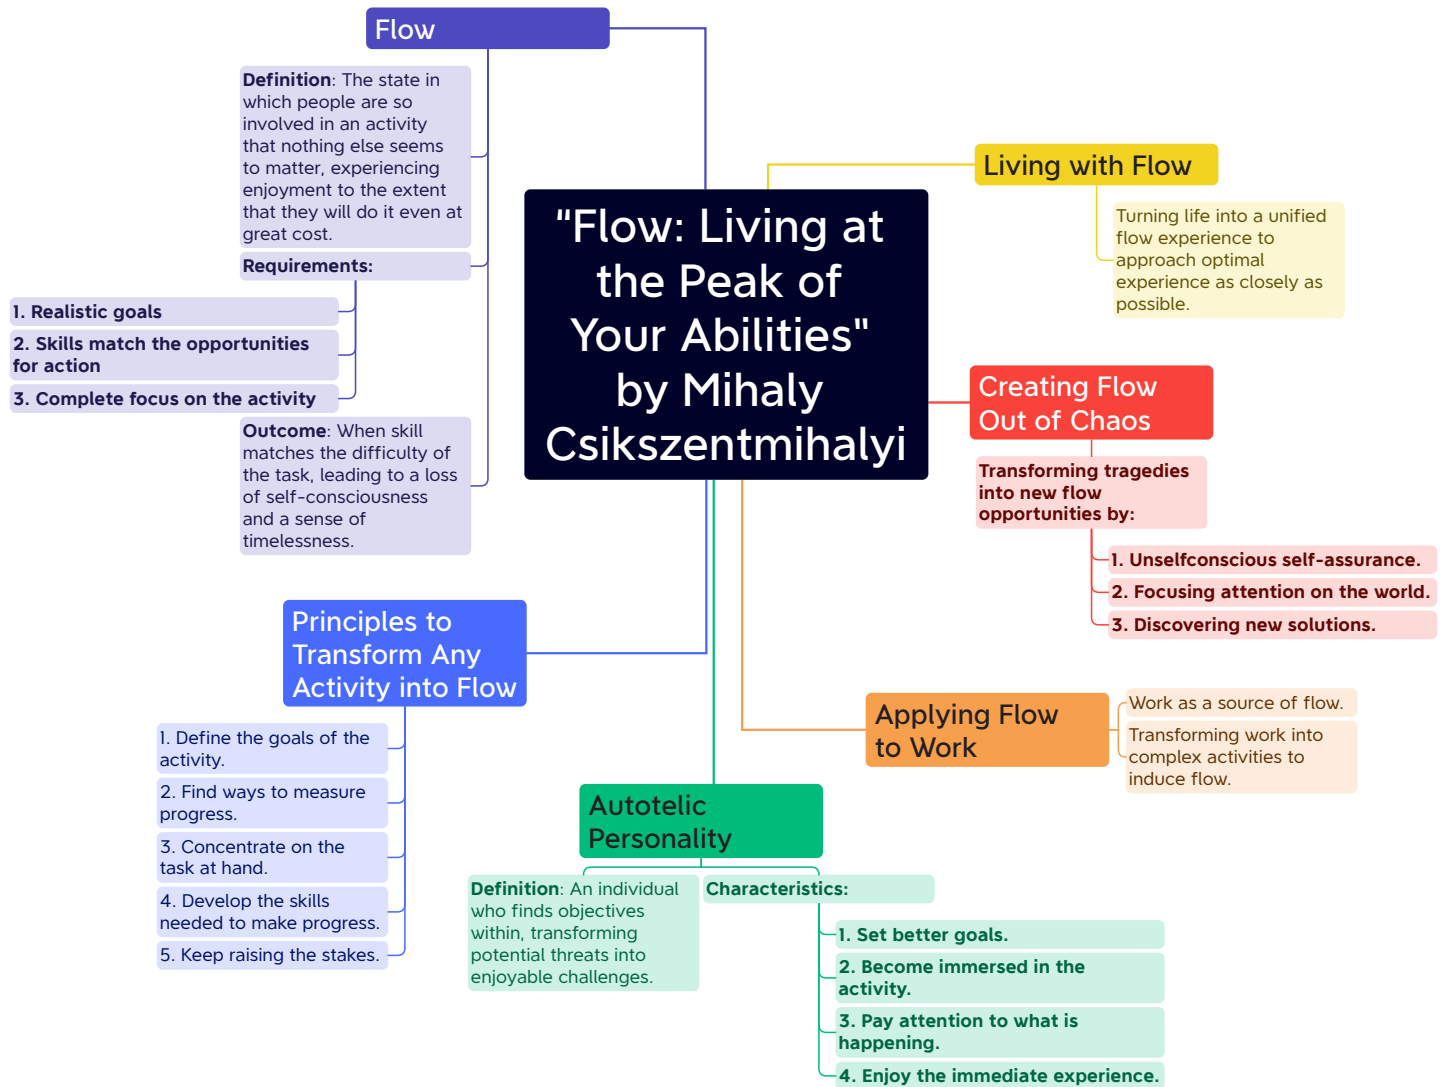 "Flow: Living at
the Peak of
Your Abilities"
by Mihaly
Csikszentmihalyi
Flow
Definition: The state in
which people are so
involved in an activity
that nothing else seems
to matter, experiencing
enjoyment to the extent
that they will do it even at
great cost.
Requirements:
1. Realistic goals
2. Skills match the opportunities
for action
3. Complete focus on the activity
Outcome: When skill
matches the difficulty of
the task, leading to a loss
of self-consciousness
and a sense of
timelessness.
Living with Flow
Turning life into a unified
flow experience to
approach optimal
experience as closely as
possible.
Creating Flow
Out of Chaos
Transforming tragedies
into new flow
opportunities by:
1. Unselfconscious self-assurance.
2. Focusing attention on the world.
3. Discovering new solutions.
Applying Flow
to Work
Work as a source of flow.
Transforming work into
complex activities to
induce flow.
Autotelic
Personality
Definition: An individual
who finds objectives
within, transforming
potential threats into
enjoyable challenges.
Characteristics:
1. Set better goals.
2. Become immersed in the
activity.
3. Pay attention to what is
happening.
4. Enjoy the immediate experience.
Principles to
Transform Any
Activity into Flow
1. Define the goals of the
activity.
2. Find ways to measure
progress.
3. Concentrate on the
task at hand.
4. Develop the skills
needed to make progress.
5. Keep raising the stakes.